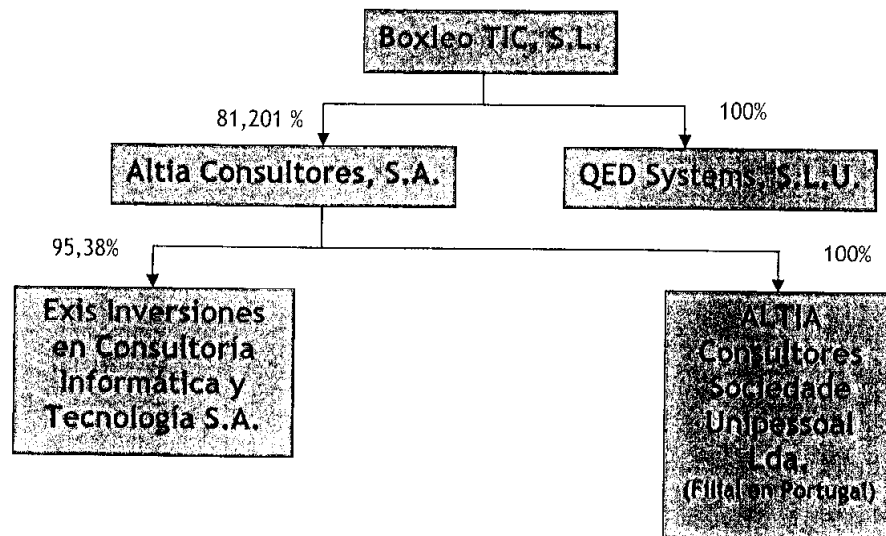 Boxleo TIC, S.L.
81,201 %
100%
Altia Consultores, S.A.
QED Systems, S.L.U.
95,38%
100%
Exis Inversiones
en Consultoría
Informática y
Tecnología S.A.
ALTIA
Consultores
Sociedade
Unipessoal
Lda.
(Filial en Portugal)